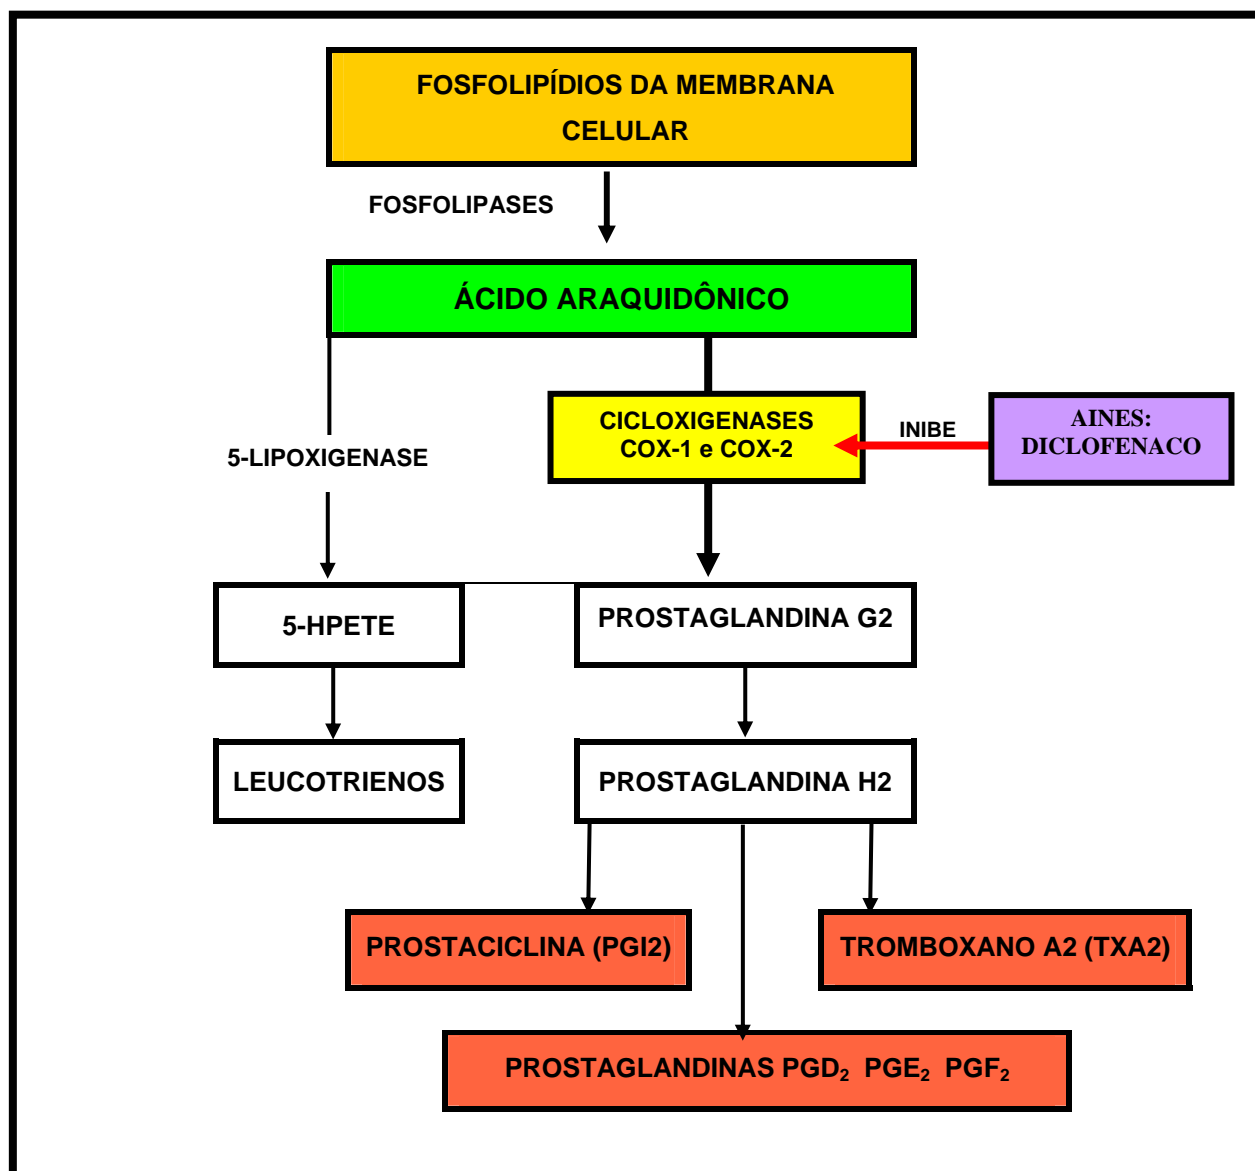 FOSFOLIPÍDIOS DA MEMBRANA
CELULAR
FOSFOLIPASES
ÁCIDO ARAQUIDÔNICO
CICLOXIGENASES
COX-1 e COX-2
INIBE
AINES:
DICLOFENACO
5-LIPOXIGENASE
5-HPETE
PROSTAGLANDINA G2
LEUCOTRIENOS
PROSTAGLANDINA H2
PROSTACICLINA (PGI2)
TROMBOXANO A2 (TXA2)
PROSTAGLANDINAS PGD₂ PGE₂ PGF₂